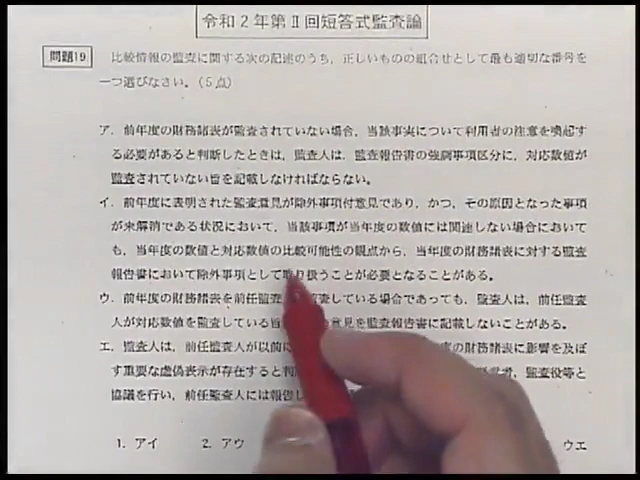 令和2年第Ⅱ回短答式監査論
問題19 比較情報の監査に関する次の記述のうち,正しいものの組合せとして最も適切な番号を
一つ選びなさい。(5点)
ア.前年度の財務諸表が監査されていない場合,当該事実について利用者の注意を喚起す
る必要があると判断したときは,監査人は,監査報告書の強調事項区分に,対応数値が
監査されていない旨を記載しなければならない。
イ.前年度に表明された監査意見が除外事項付意見であり,かつ,その原因となった事項
が未解消である状況において,当該事項が当年度の数値には関連しない場合において
も,当年度の数値と対応数値の比較可能性の観点から,当年度の財務諸表に対する監査
報告書において除外事項として取り扱うことが必要となることがある。
ウ.前年度の財務諸表を前任監査 監査している場合であっても,監査人は,前任監査
人が対応数値を監査している旨 意見を監査報告書に記載しないことがある。
エ.監査人は,前任監査人が以前に 度の財務諸表に影響を及ぼ
す重要な虚偽表示が存在すると判 者,監査役等と
協議を行い,前任監査人には報告し
1.アイ 2.アウ ウエ